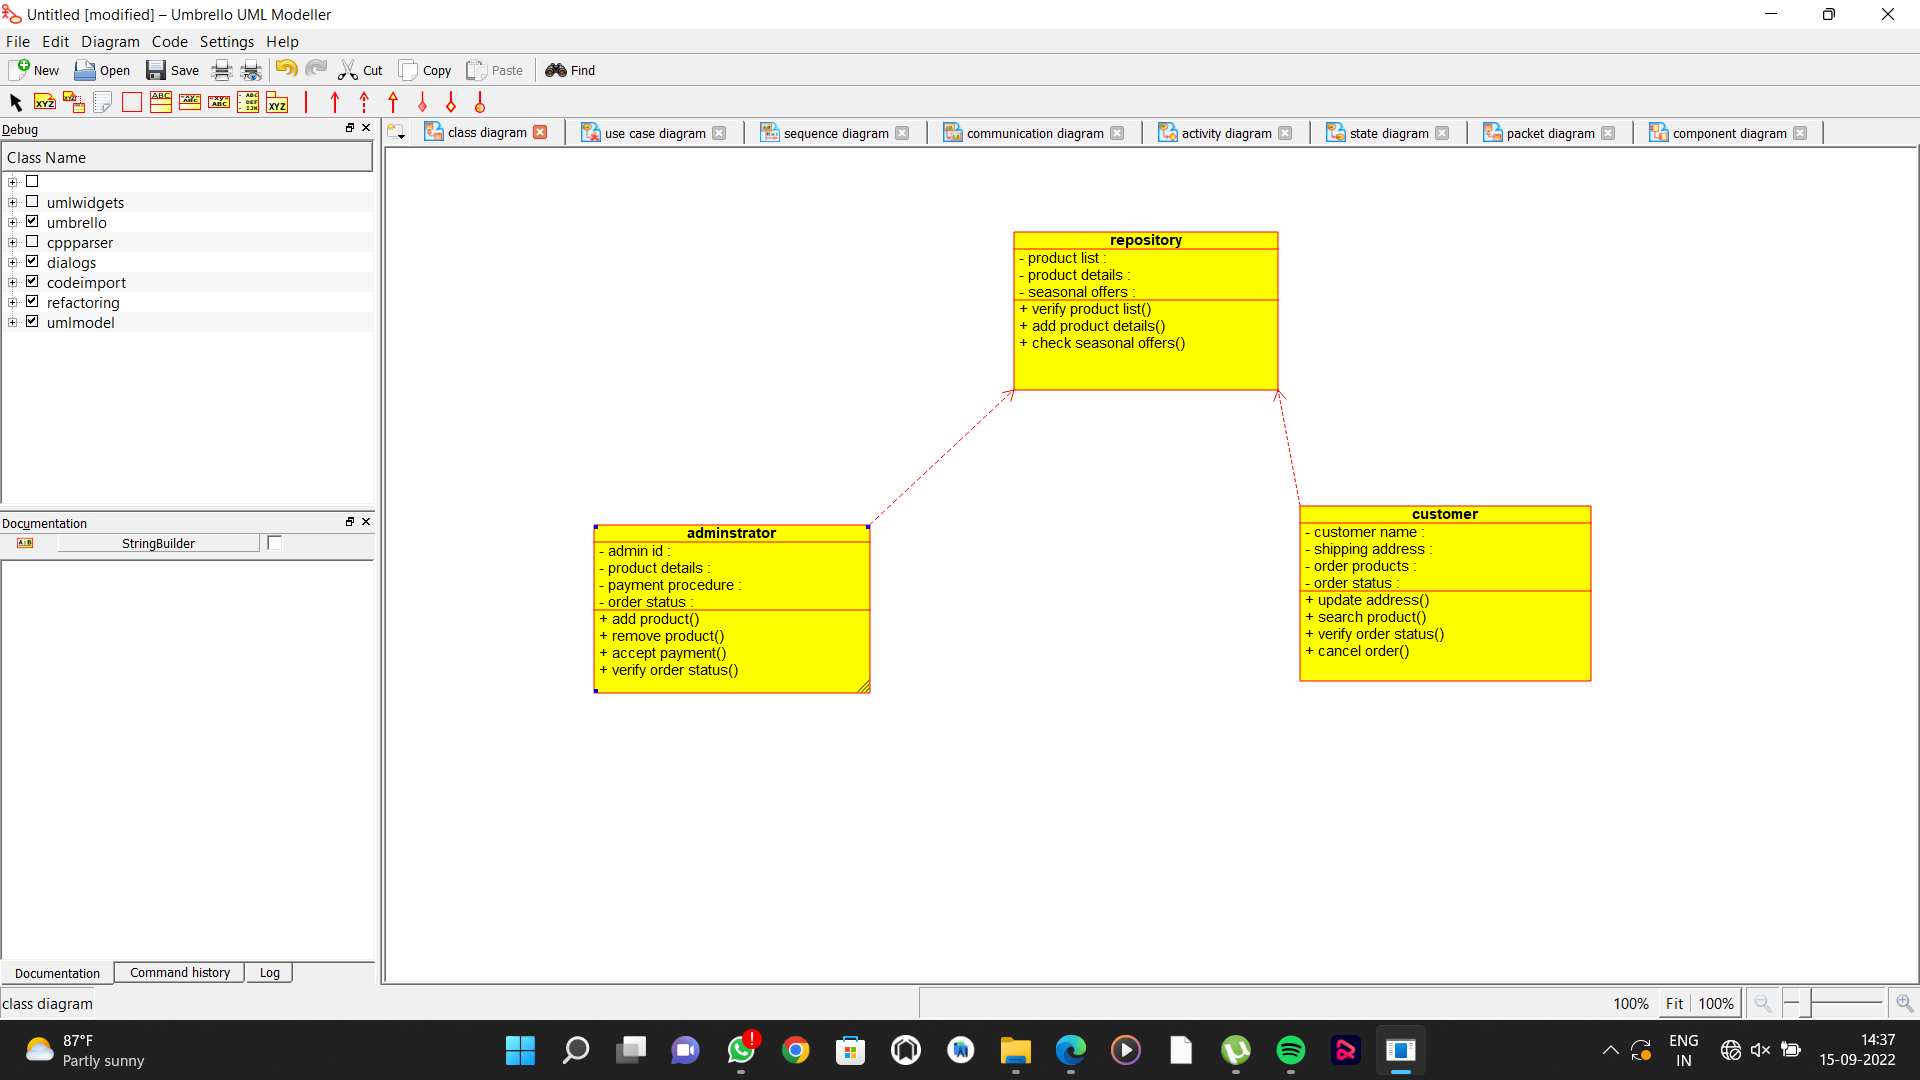 Untitled [modified] – Umbrello UML Modeller
File Edit Diagram Code Settings Help
New Open Save Cut Copy Paste Find
Debug
Class Name
umlwidgets
umbrello
cppparser
dialogs
codeimport
refactoring
umlmodel
Documentation
StringBuilder
Documentation Command history Log
class diagram use case diagram sequence diagram communication diagram activity diagram state diagram packet diagram component diagram
repository
- product list :
- product details :
- seasonal offers :
+ verify product list()
+ add product details()
+ check seasonal offers()
adminstrator
- admin id :
- product details :
- payment procedure :
- order status :
+ add product()
+ remove product()
+ accept payment()
+ verify order status()
customer
- customer name :
- shipping address :
- order products :
- order status :
+ update address()
+ search product()
+ verify order status()
+ cancel order()
class diagram
100% Fit 100%
87°F
Partly sunny
ENG
IN
14:37
15-09-2022